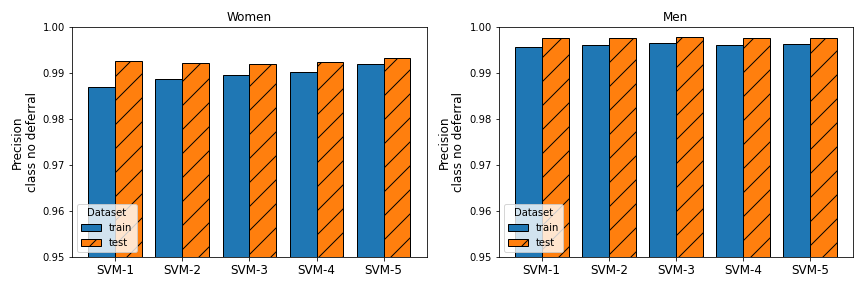 Women
Precision
class no deferral
1.00
0.99
0.98
0.97
0.96
0.95
Dataset
train
test
SVM-1 SVM-2 SVM-3 SVM-4 SVM-5
Men
Precision
class no deferral
1.00
0.99
0.98
0.97
0.96
0.95
Dataset
train
test
SVM-1 SVM-2 SVM-3 SVM-4 SVM-5